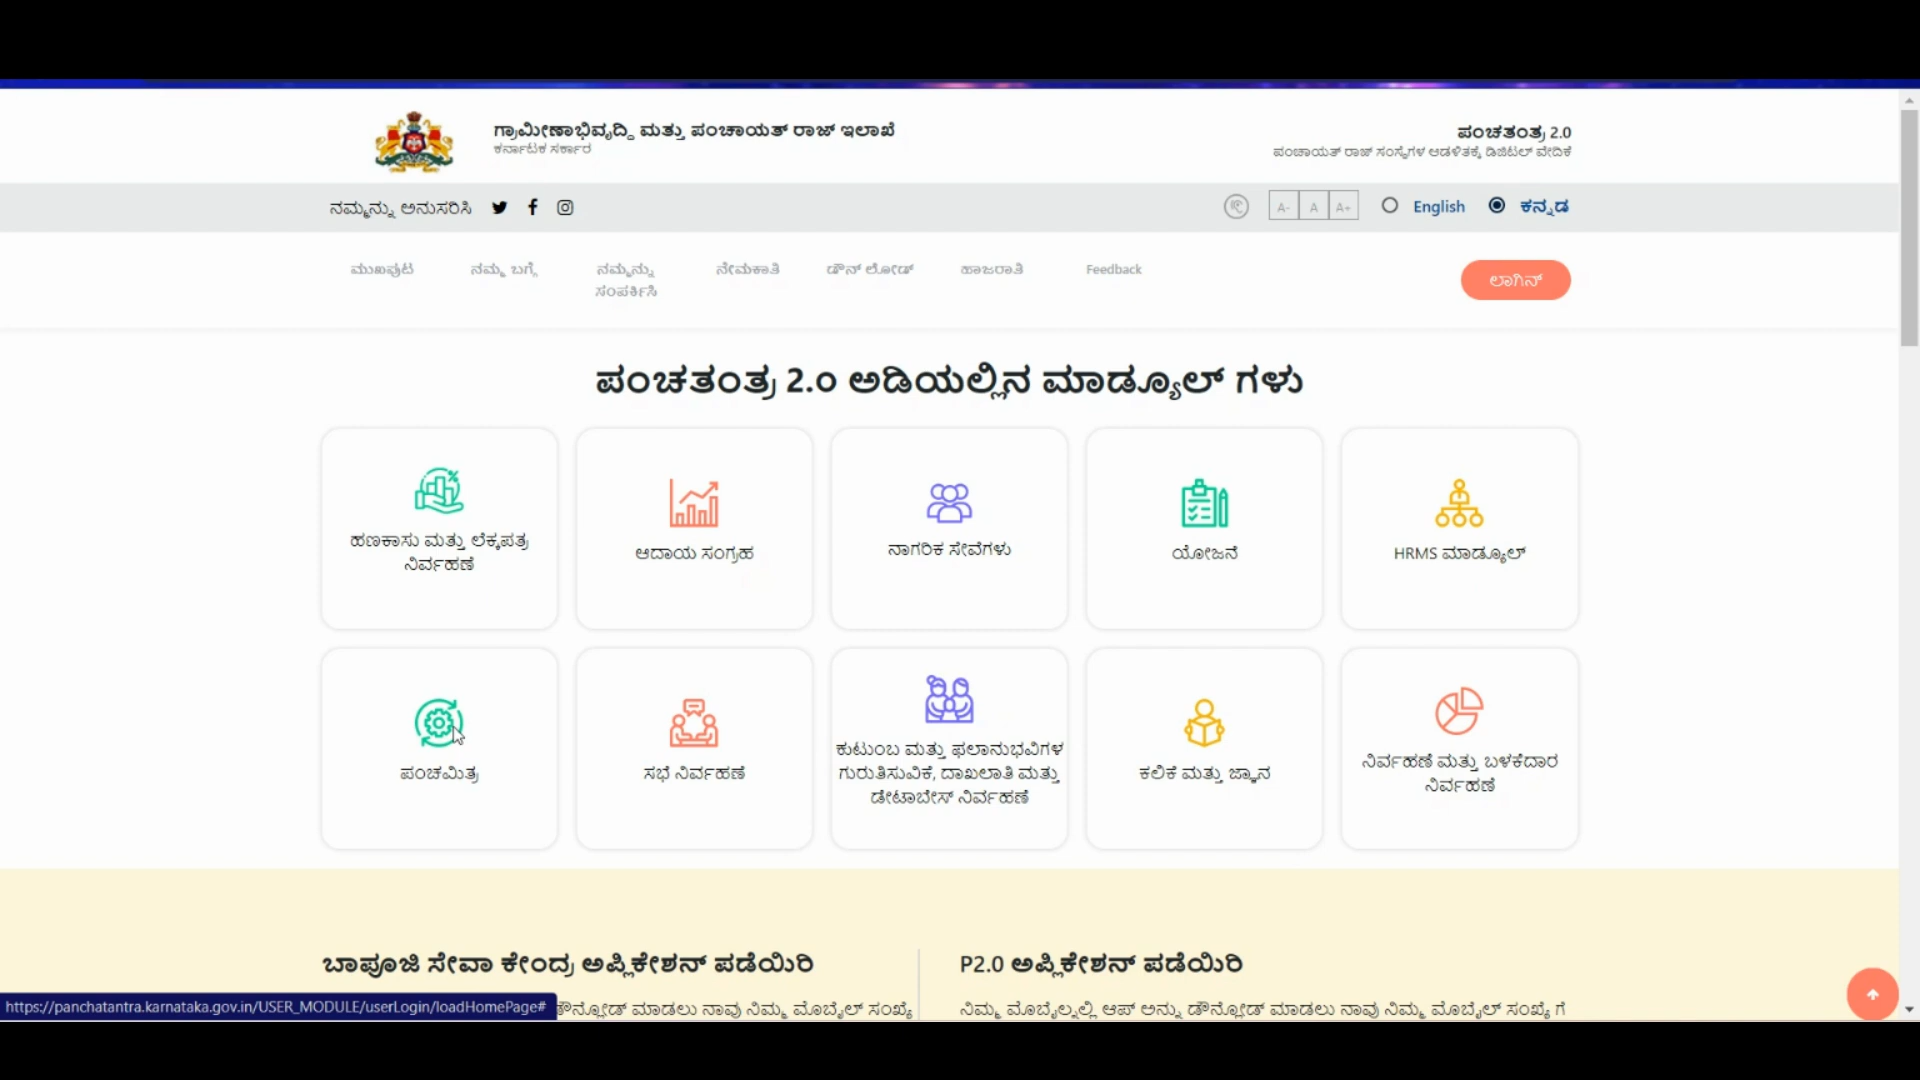 ಗ್ರಾಮೀಣಾಭಿವೃದ್ಧಿ ಮತ್ತು ಪಂಚಾಯತ್ ರಾಜ್ ಇಲಾಖೆ
ಕರ್ನಾಟಕ ಸರ್ಕಾರ
ಪಂಚತಂತ್ರ 2.0
ಪಂಚಾಯತ್ ರಾಜ್ ಸಂಸ್ಥೆಗಳ ಆಡಳಿತಕ್ಕೆ ಡಿಜಿಟಲ್ ವೇದಿಕೆ
ನಮ್ಮನ್ನು ಅನುಸರಿಸಿ
A- A A+ English ಕನ್ನಡ
ಮುಖಪುಟ ನಮ್ಮ ಬಗ್ಗೆ ನಮ್ಮನ್ನು ನೇಮಕಾತಿ ಡೌನ್ ಲೋಡ್ ಹಾಜರಾತಿ Feedback
ಸಂಪರ್ಕಿಸಿ
ಲಾಗಿನ್
ಪಂಚತಂತ್ರ 2.0 ಅಡಿಯಲ್ಲಿನ ಮಾಡ್ಯೂಲ್ ಗಳು
ಹಣಕಾಸು ಮತ್ತು ಲೆಕ್ಕಪತ್ರ
ನಿರ್ವಹಣೆ
ಆದಾಯ ಸಂಗ್ರಹ
ನಾಗರಿಕ ಸೇವೆಗಳು
ಯೋಜನೆ
HRMS ಮಾಡ್ಯೂಲ್
ಪಂಚಮಿತ್ರ
ಸಭೆ ನಿರ್ವಹಣೆ
ಕುಟುಂಬ ಮತ್ತು ಫಲಾನುಭವಿಗಳ
ಗುರುತಿಸುವಿಕೆ, ದಾಖಲಾತಿ ಮತ್ತು
ಡೇಟಾಬೇಸ್ ನಿರ್ವಹಣೆ
ಕಲಿಕೆ ಮತ್ತು ಜ್ಞಾನ
ನಿರ್ವಹಣೆ ಮತ್ತು ಬಳಕೆದಾರ
ನಿರ್ವಹಣೆ
ಬಾಪೂಜಿ ಸೇವಾ ಕೇಂದ್ರ ಅಪ್ಲಿಕೇಶನ್ ಪಡೆಯಿರಿ
P2.0 ಅಪ್ಲಿಕೇಶನ್ ಪಡೆಯಿರಿ
https://panchatantra.karnataka.gov.in/USER_MODULE/userLogin/loadHomePage#
ಡೌನ್ಲೋಡ್ ಮಾಡಲು ನಾವು ನಿಮ್ಮ ಮೊಬೈಲ್ ಸಂಖ್ಯೆ
ನಿಮ್ಮ ಮೊಬೈಲ್ನಲ್ಲಿ ಆಪ್ ಅನ್ನು ಡೌನ್ಲೋಡ್ ಮಾಡಲು ನಾವು ನಿಮ್ಮ ಮೊಬೈಲ್ ಸಂಖ್ಯೆ ಗೆ